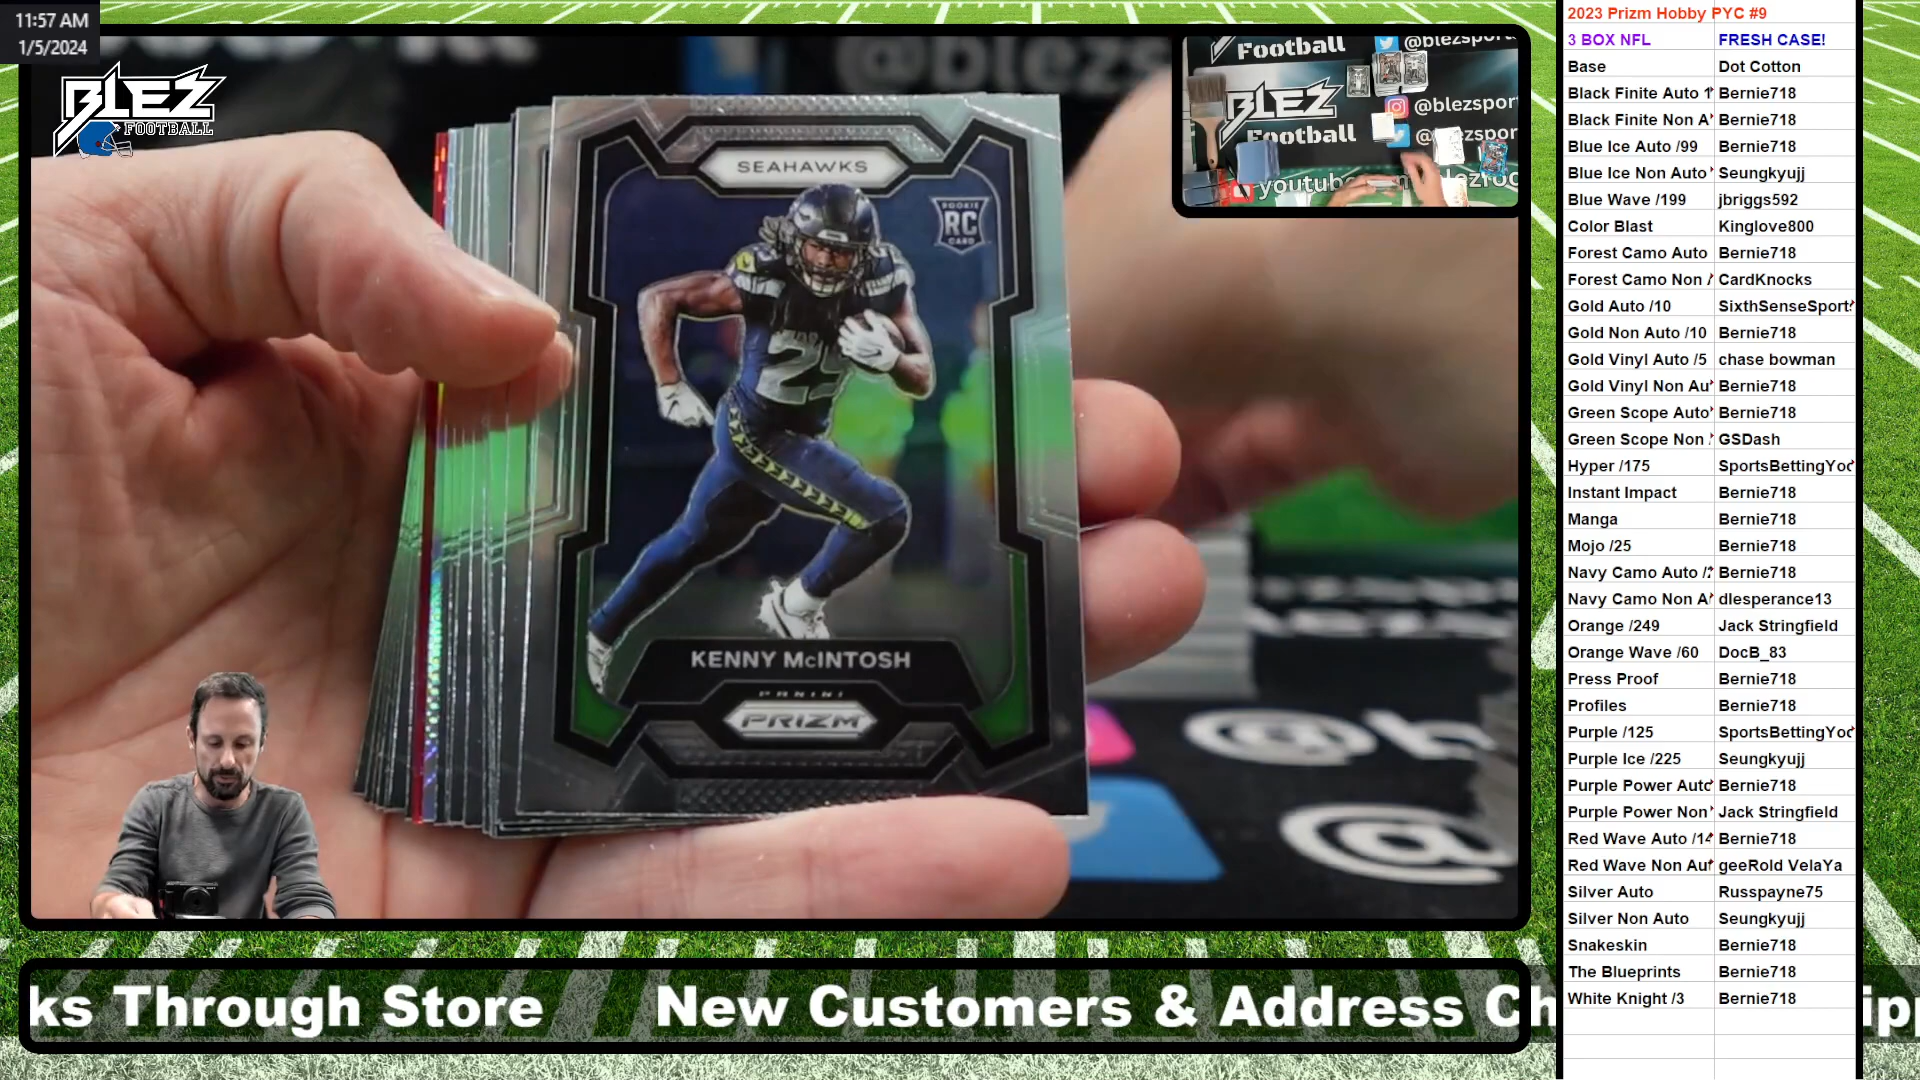 11:57 AM
1/5/2024
BLEZ
FOOTBALL
SEAHAWKS
ROOKIE
RC
CARD
25
KENNY McINTOSH
PANINI
PRIZM
Football
@blezspor
BLEZ
@blezspor
Football
youtub
2023 Prizm Hobby PYC #9
3 BOX NFL FRESH CASE!
Base Dot Cotton
Black Finite Auto 1 Bernie718
Black Finite Non A Bernie718
Blue Ice Auto /99 Bernie718
Blue Ice Non Auto Seungkyujj
Blue Wave /199 jbriggs592
Color Blast Kinglove800
Forest Camo Auto Bernie718
Forest Camo Non / CardKnocks
Gold Auto /10 SixthSenseSport
Gold Non Auto /10 Bernie718
Gold Vinyl Auto /5 chase bowman
Gold Vinyl Non Au Bernie718
Green Scope Auto Bernie718
Green Scope Non GSDash
Hyper /175 SportsBettingYo
Instant Impact Bernie718
Manga Bernie718
Mojo /25 Bernie718
Navy Camo Auto /2 Bernie718
Navy Camo Non A dlesperance13
Orange /249 Jack Stringfield
Orange Wave /60 DocB_83
Press Proof Bernie718
Profiles Bernie718
Purple /125 SportsBettingYo
Purple Ice /225 Seungkyujj
Purple Power Auto Bernie718
Purple Power Non Jack Stringfield
Red Wave Auto /14 Bernie718
Red Wave Non Au geeRold VelaYa
Silver Auto Russpayne75
Silver Non Auto Seungkyujj
Snakeskin Bernie718
The Blueprints Bernie718
White Knight /3 Bernie718
ks Through Store New Customers & Address Ch ipp